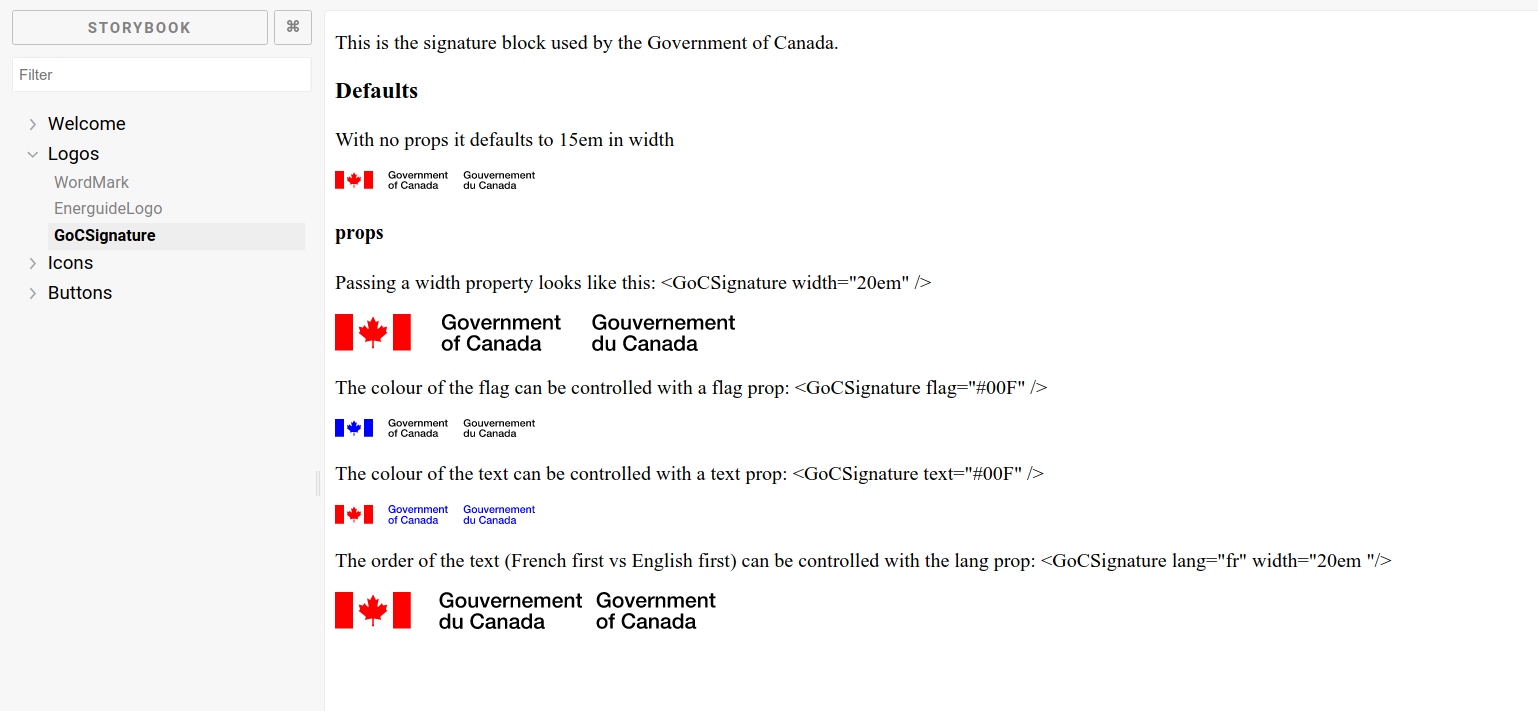 STORYBOOK
⌘
Filter
Welcome
Logos
WordMark
EnerguideLogo
GoCSignature
Icons
Buttons
This is the signature block used by the Government of Canada.
Defaults
With no props it defaults to 15em in width
Government Gouvernement
of Canada du Canada
props
Passing a width property looks like this: <GoCSignature width="20em" />
Government Gouvernement
of Canada du Canada
The colour of the flag can be controlled with a flag prop: <GoCSignature flag="#00F" />
Government Gouvernement
of Canada du Canada
The colour of the text can be controlled with a text prop: <GoCSignature text="#00F" />
Government Gouvernement
of Canada du Canada
The order of the text (French first vs English first) can be controlled with the lang prop: <GoCSignature lang="fr" width="20em "/>
Gouvernement Government
du Canada of Canada